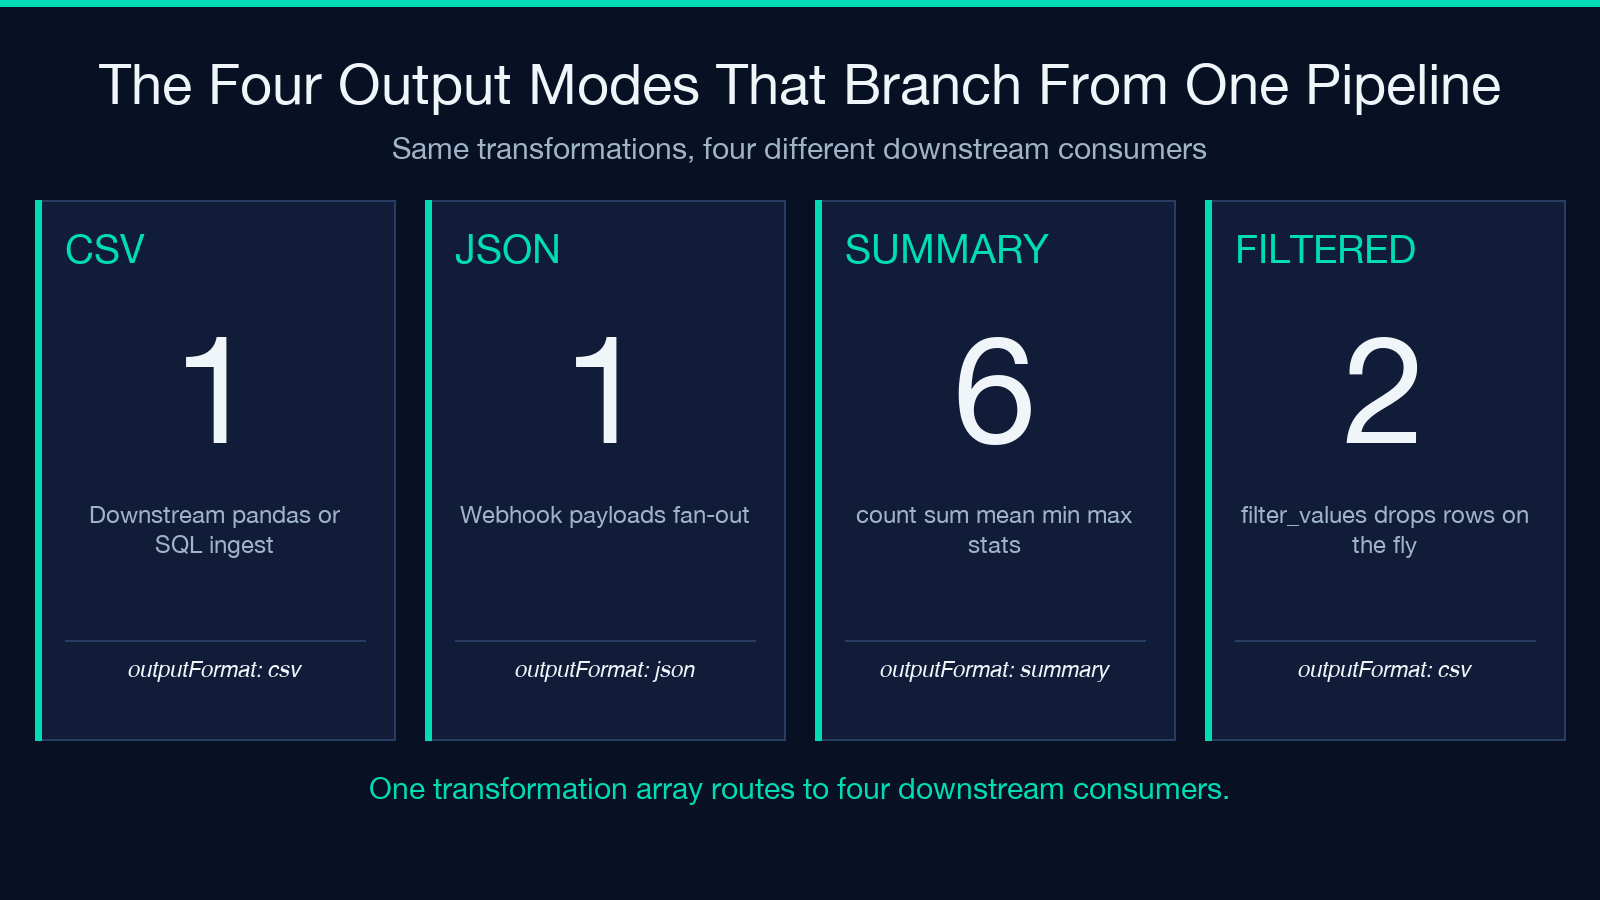 The Four Output Modes That Branch From One Pipeline
Same transformations, four different downstream consumers
CSV
1
Downstream pandas or
SQL ingest
outputFormat: csv
JSON
1
Webhook payloads fan-out
outputFormat: json
SUMMARY
6
count sum mean min max
stats
outputFormat: summary
FILTERED
2
filter_values drops rows on
the fly
outputFormat: csv
One transformation array routes to four downstream consumers.